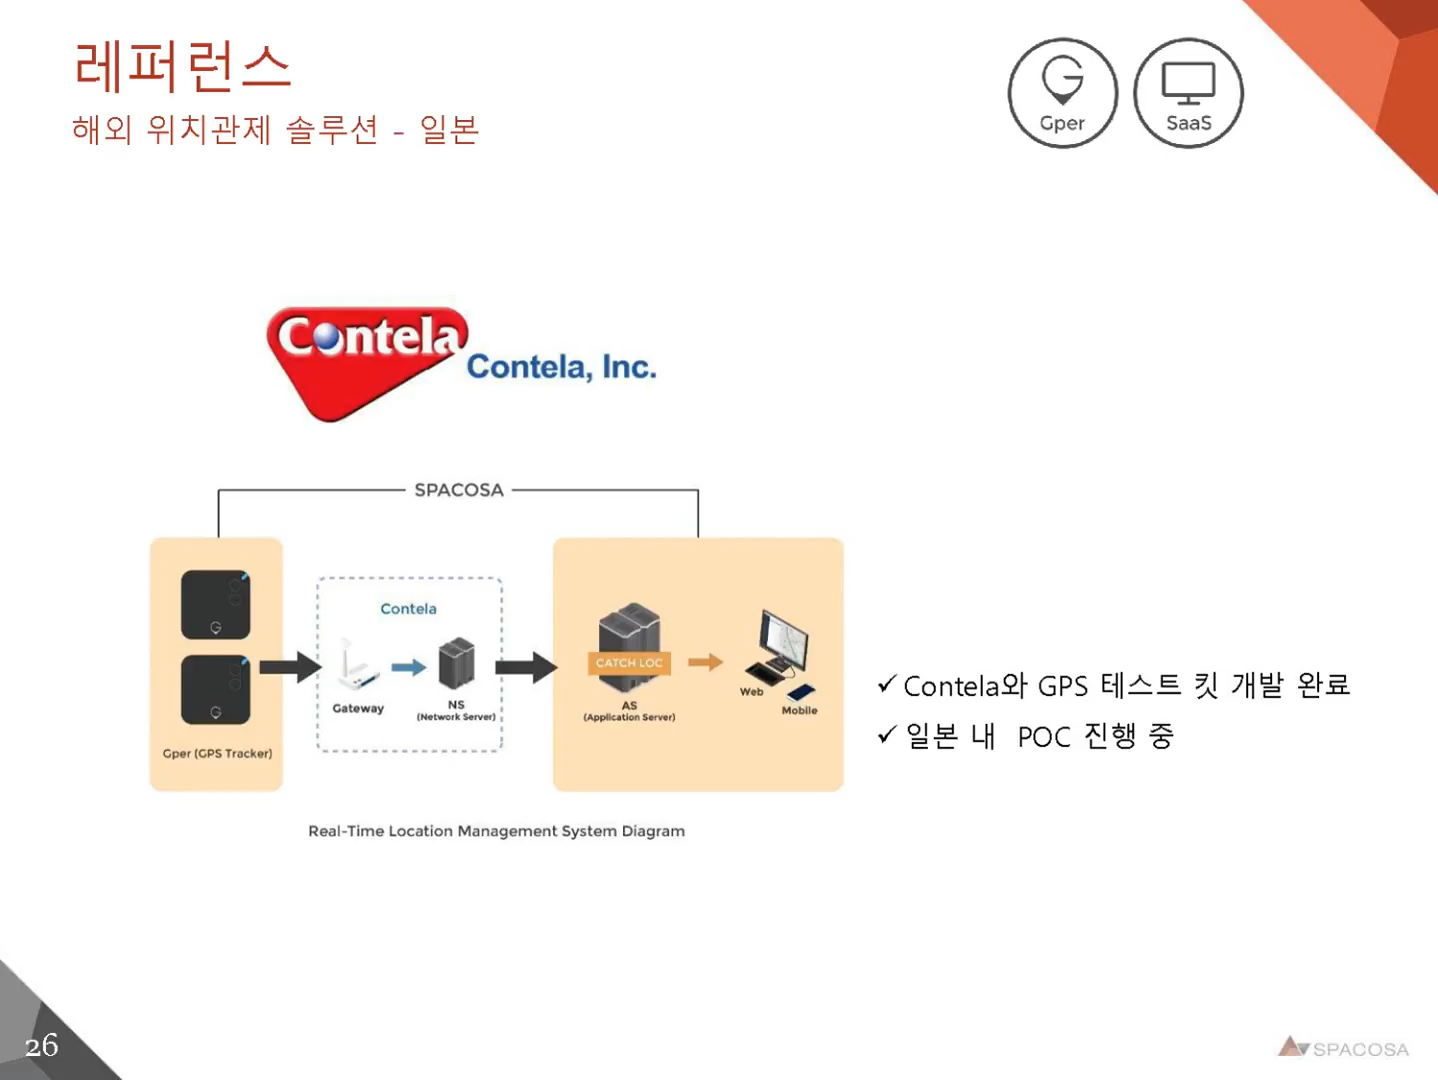 레퍼런스
해외 위치관제 솔루션 - 일본
Gper
SaaS
Contela
Contela, Inc.
SPACOSA
Contela
Gateway
NS
(Network Server)
Gper (GPS Tracker)
CATCH LOC
AS
(Application Server)
Web
Mobile
Real-Time Location Management System Diagram
✓ Contela와 GPS 테스트 킷 개발 완료
✓ 일본 내 POC 진행 중
26
SPACOSA